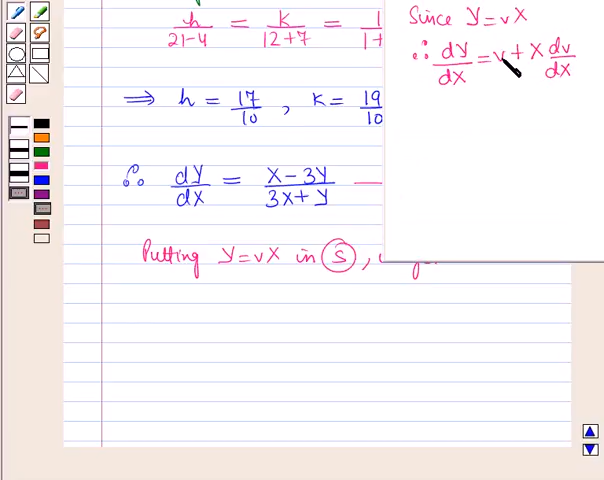 h/(21-4) = k/(12+7) = 1/(1+
⇒ h = 17/10 , k = 19/10
∴ dY/dX = (X-3Y)/(3X+Y) —
Putting Y=vX in (5),
Since Y=vX
∴ dY/dX = v + X dv/dX